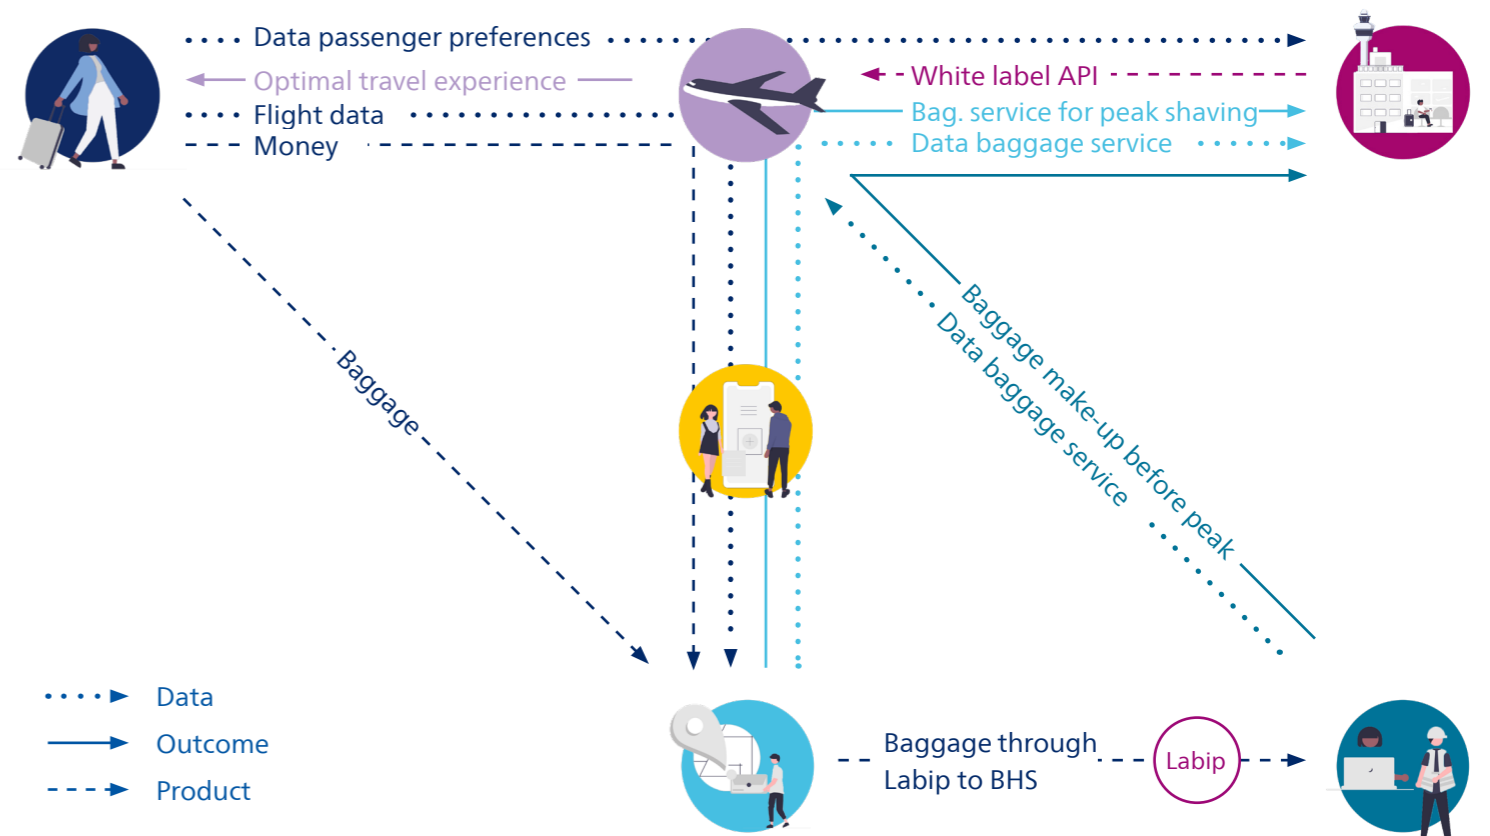 Data passenger preferences
Optimal travel experience
Flight data
Money
White label API
Bag. service for peak shaving
Data baggage service
Baggage
Baggage make-up before peak
Data baggage service
Data
Outcome
Product
Baggage through
Labip to BHS
Labip